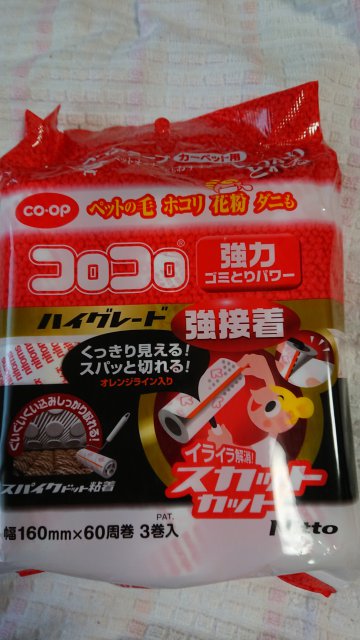 カーペット用
co·op
ペットの毛 ホコリ 花粉 ダニも
コロコロ®
強力
ゴミとりパワー
ハイグレード
強接着
くっきり見える!
スパッと切れる!
オレンジライン入り
ぐいぐい食い込みしっかり取れる!
スパイクドット粘着
イライラ解消!
スカット
カット
PAT.
幅160mm×60周巻 3巻入
Nitto